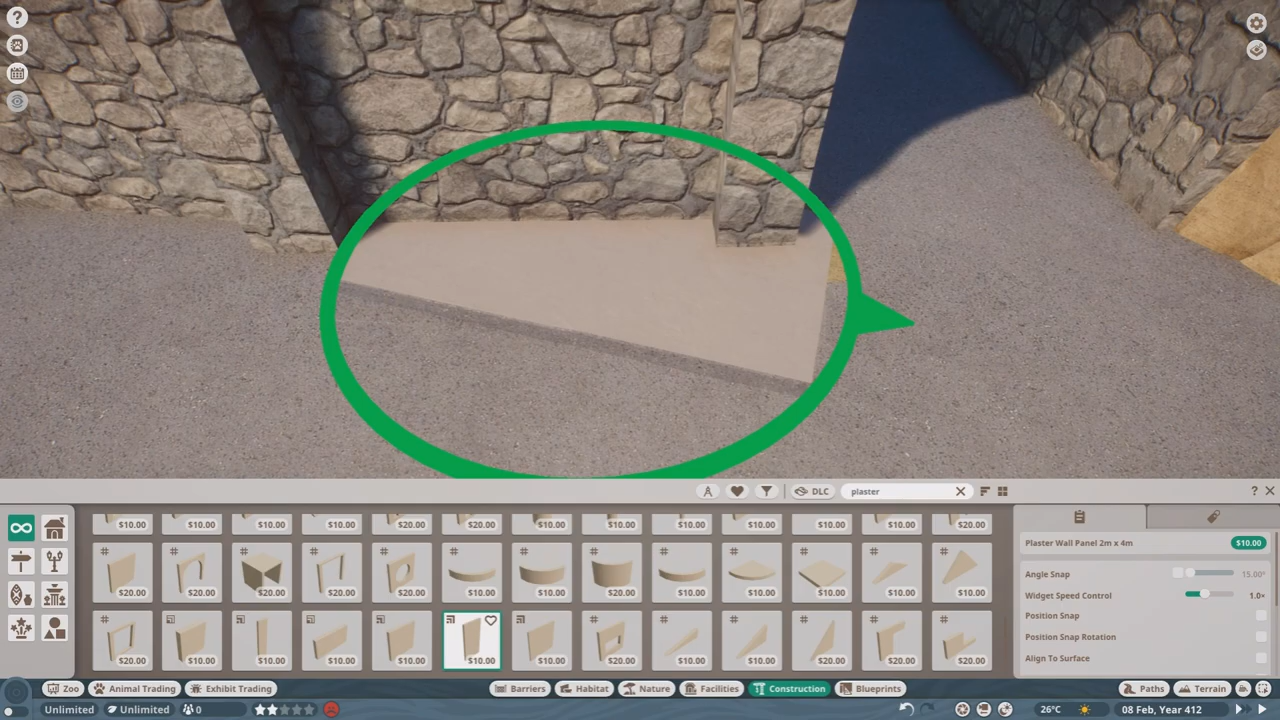 ?
DLC
plaster
?
$10.00 $10.00 $10.00 $10.00 $20.00 $20.00 $10.00 $10.00 $10.00 $10.00 $10.00 $10.00 $20.00
Plaster Wall Panel 2m x 4m $10.00
$20.00 $20.00 $20.00 $20.00 $20.00 $10.00 $10.00 $20.00 $10.00 $10.00 $10.00 $10.00 $20.00
Angle Snap 15.00°
Widget Speed Control 1.0×
Position Snap
Position Snap Rotation
Align To Surface
$20.00 $10.00 $10.00 $10.00 $10.00 $10.00 $10.00 $20.00 $10.00 $10.00 $20.00 $20.00 $20.00
Zoo Animal Trading Exhibit Trading Barriers Habitat Nature Facilities Construction Blueprints Paths Terrain
Unlimited Unlimited 0 26°C 08 Feb, Year 412